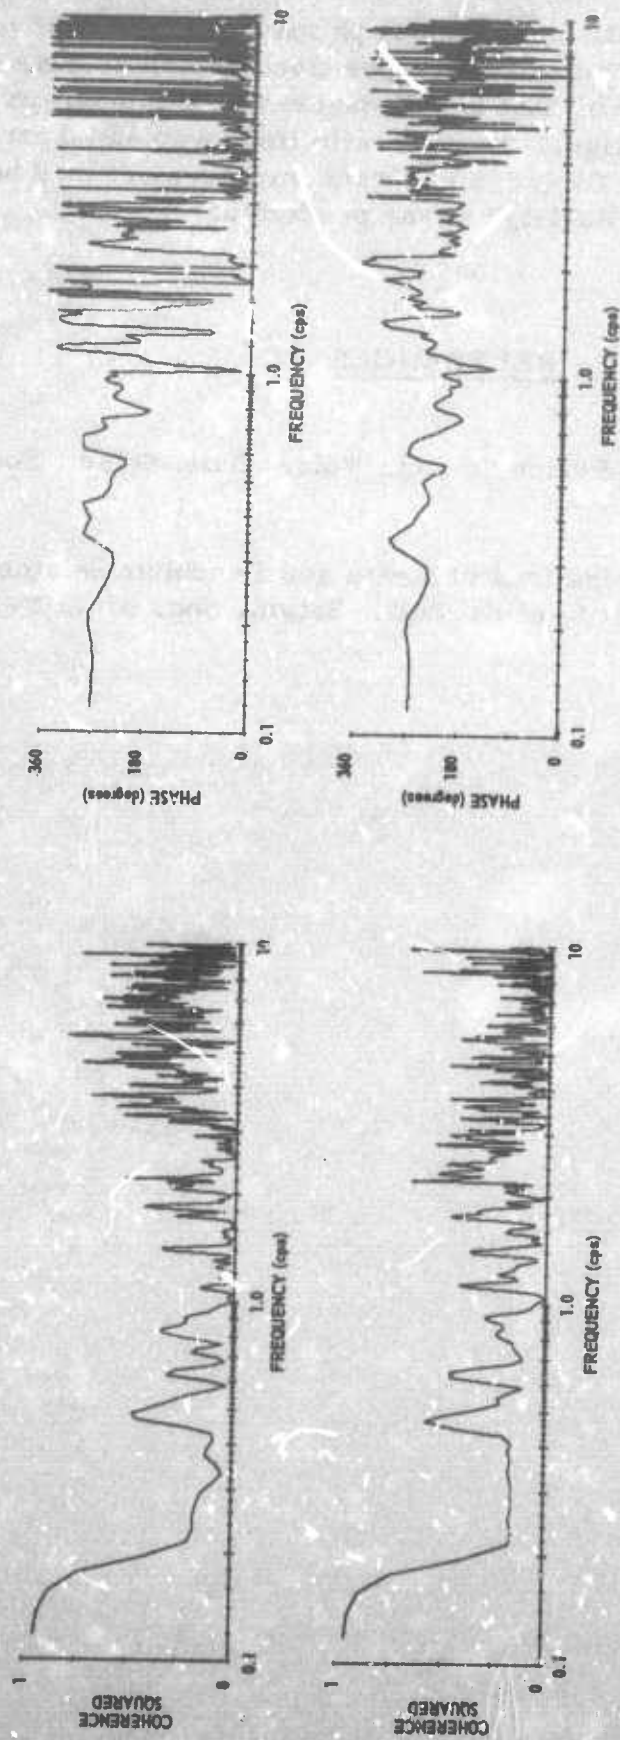 COHERENCE
SQUARED
1
0
0.1
1.0
10
FREQUENCY (cps)
PHASE (degrees)
360
180
0
0.1
1.0
10
FREQUENCY (cps)
COHERENCE
SQUARED
1
0
0.1
1.0
10
FREQUENCY (cps)
PHASE (degrees)
360
180
0
0.1
1.0
10
FREQUENCY (cps)